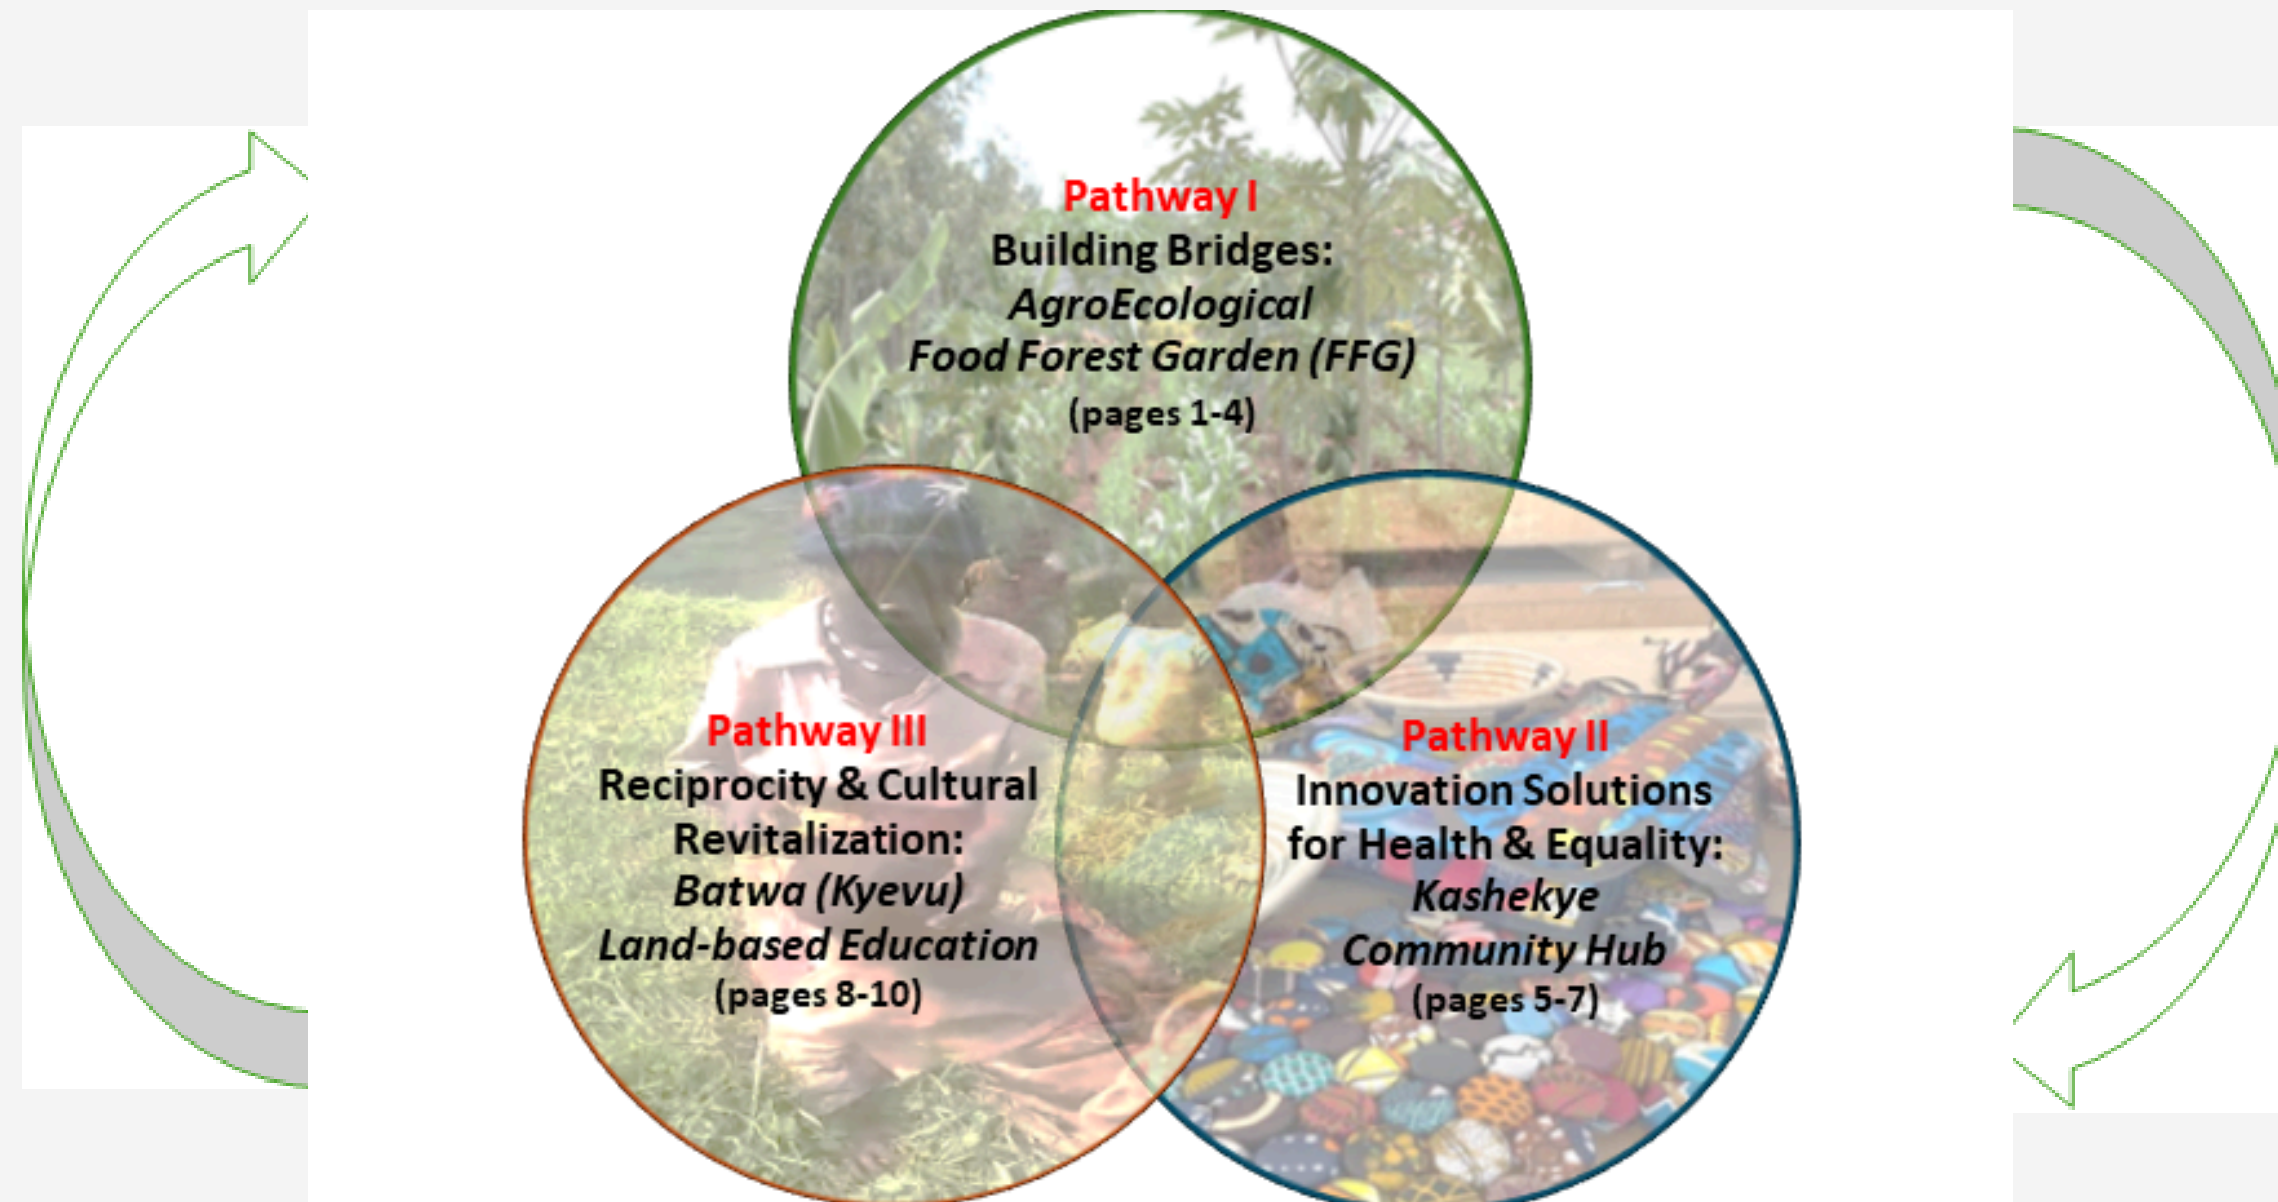 Pathway I
Building Bridges:
AgroEcological
Food Forest Garden (FFG)
(pages 1-4)
Pathway III
Reciprocity & Cultural
Revitalization:
Batwa (Kyevu)
Land-based Education
(pages 8-10)
Pathway II
Innovation Solutions
for Health & Equality:
Kashekye
Community Hub
(pages 5-7)